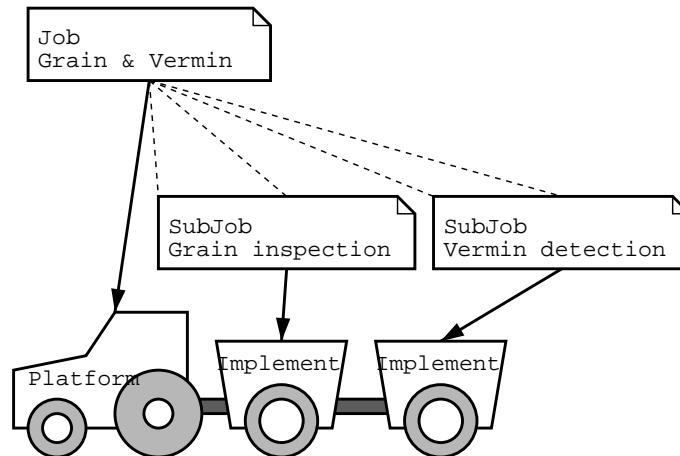 Job
Grain & Vermin
SubJob
Grain inspection
SubJob
Vermin detection
Platform
Implement
Implement